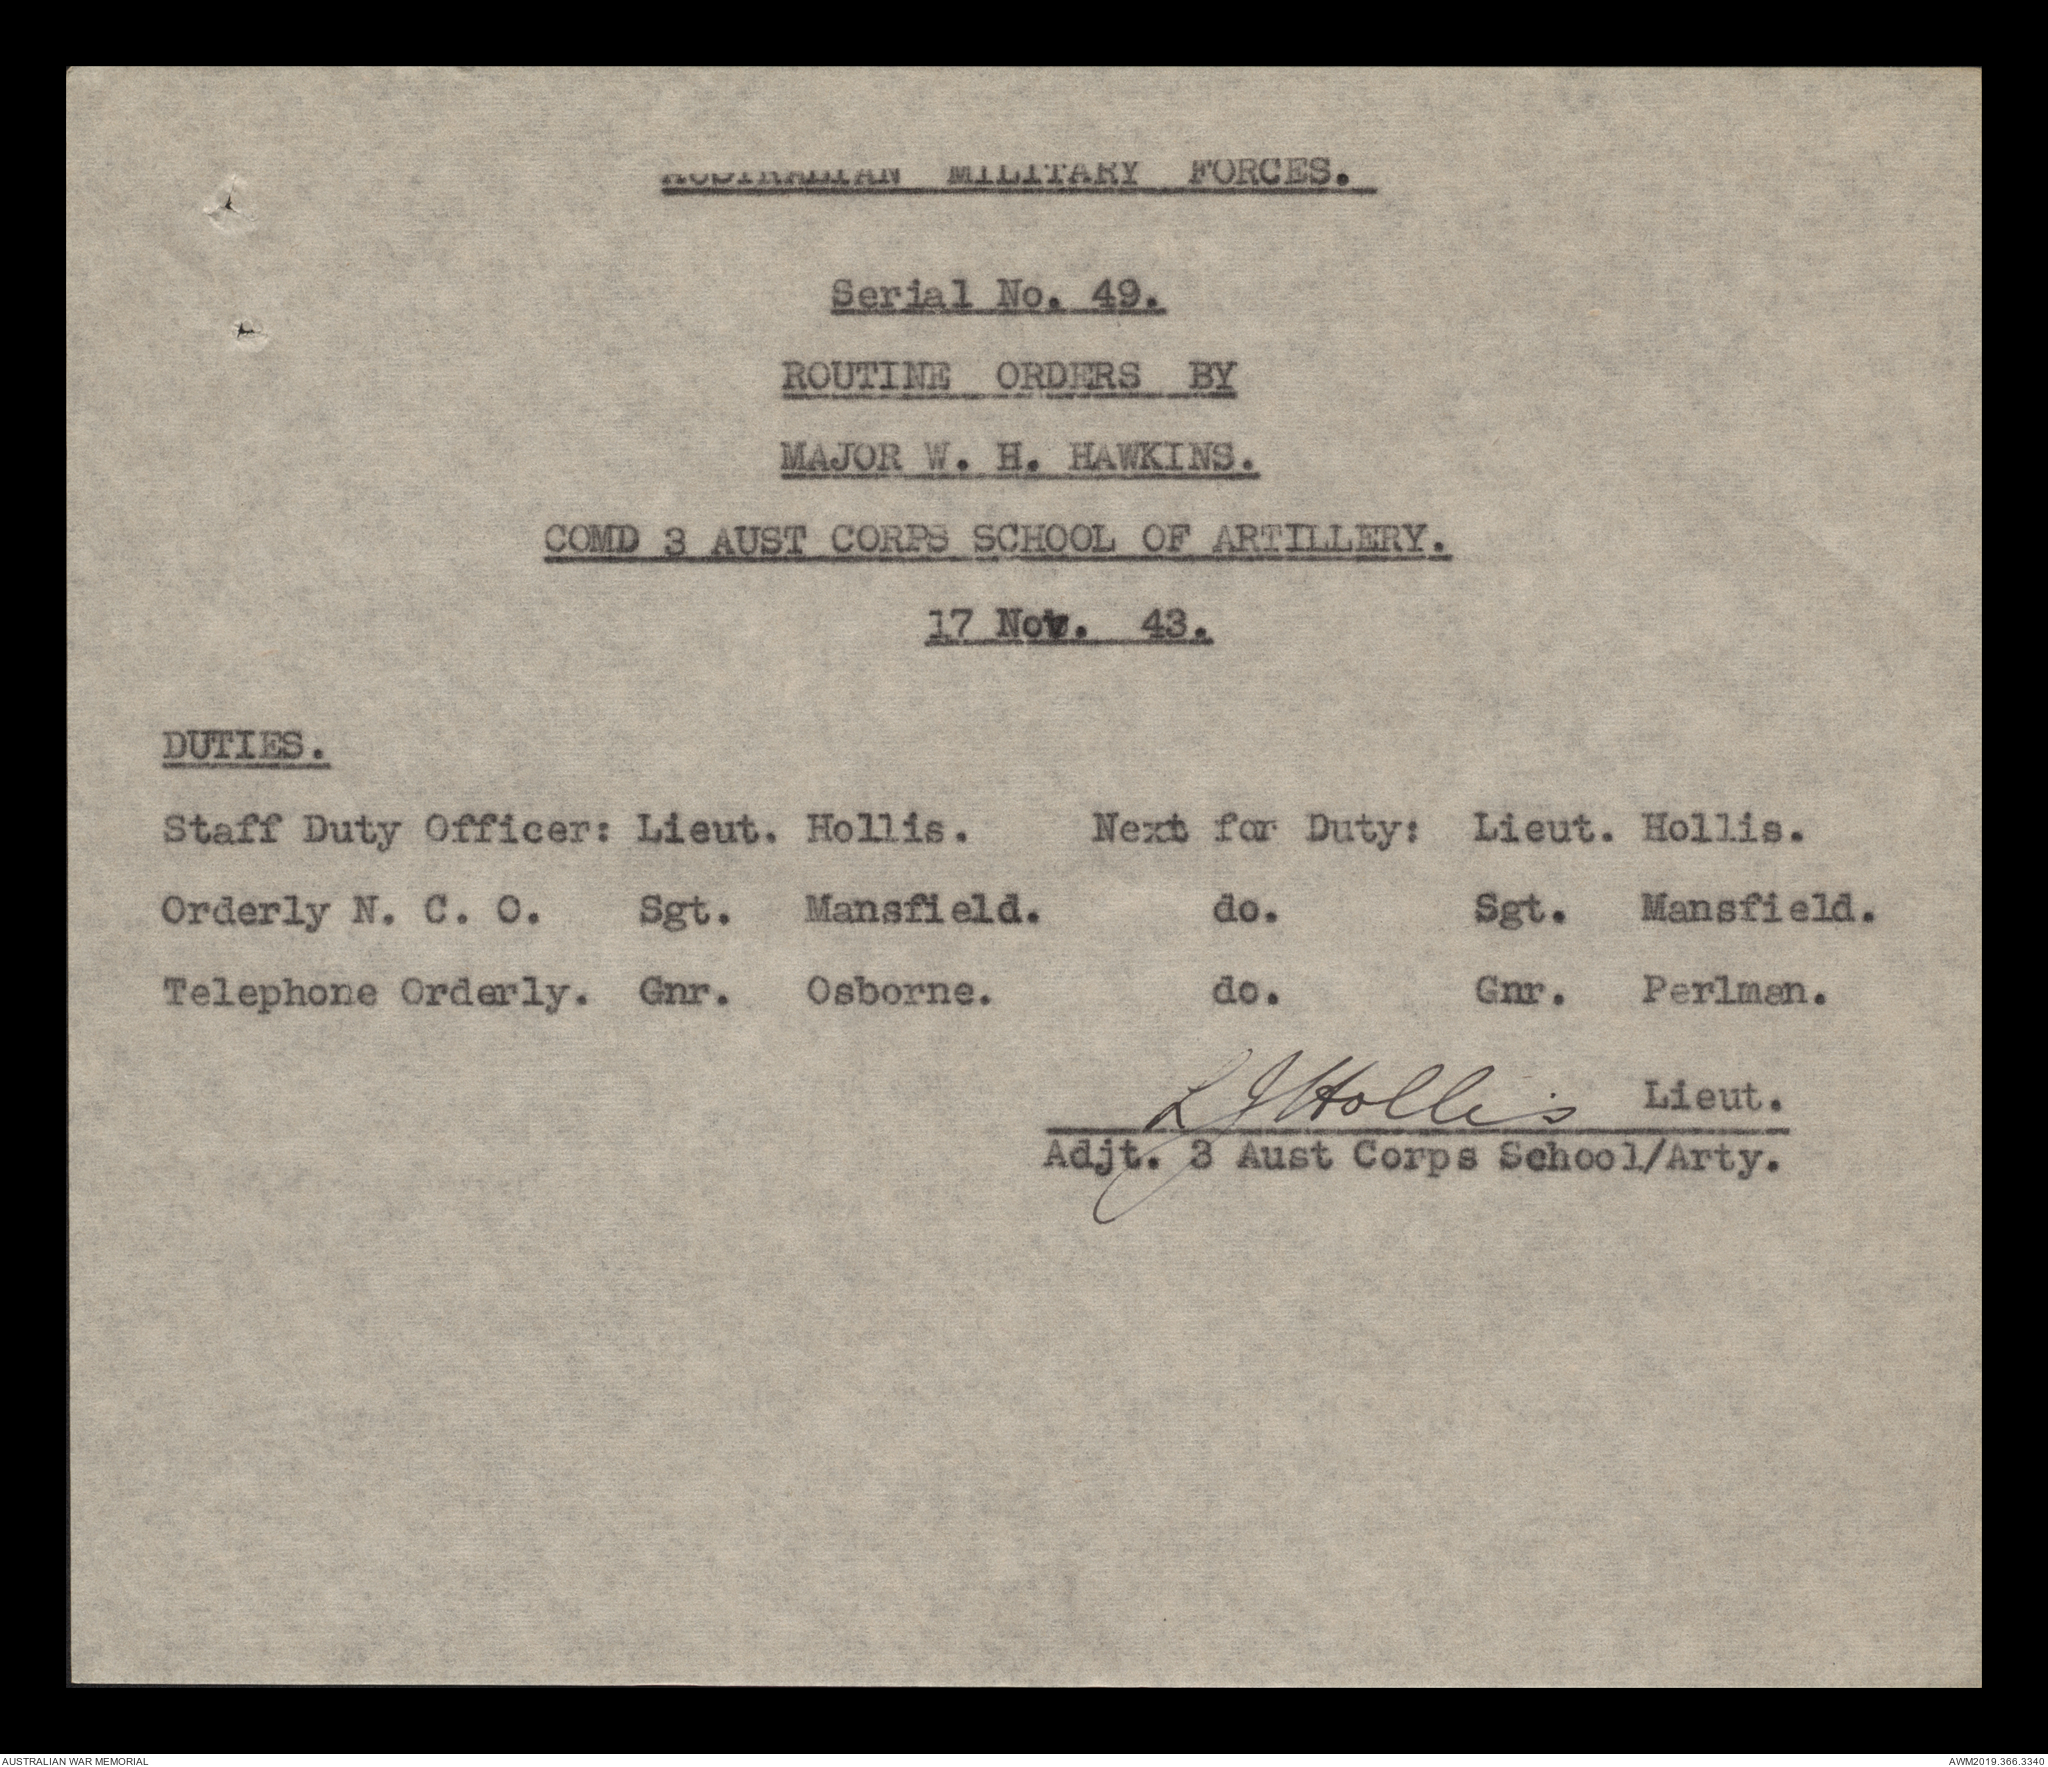 AUSTRALIAN MILITARY FORCES.
Serial No. 49.
ROUTINE ORDERS BY
MAJOR W. H. HAWKINS.
COMD 3 AUST CORPS SCHOOL OF ARTILLERY.
17 Nov. 43.
DUTIES.
Staff Duty Officer: Lieut. Hollis. Next for Duty: Lieut. Hollis.
Orderly N. C. O. Sgt. Mansfield. do. Sgt. Mansfield.
Telephone Orderly. Gnr. Osborne. do. Gnr. Perlman.
L J Hollis Lieut.
Adjt. 3 Aust Corps School/Arty.
AUSTRALIAN WAR MEMORIAL AWM2019.366.3340